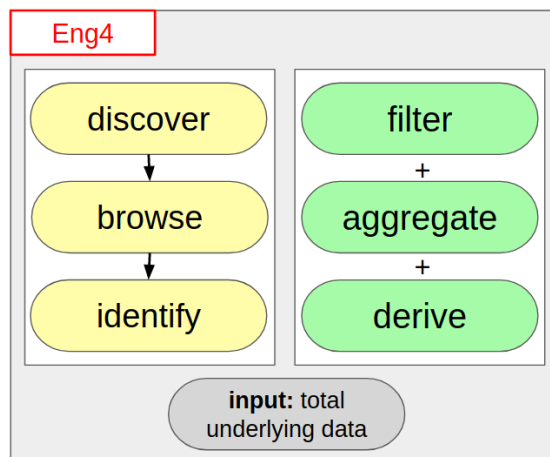 Eng4
discover
browse
identify
filter
+
aggregate
+
derive
input: total
underlying data